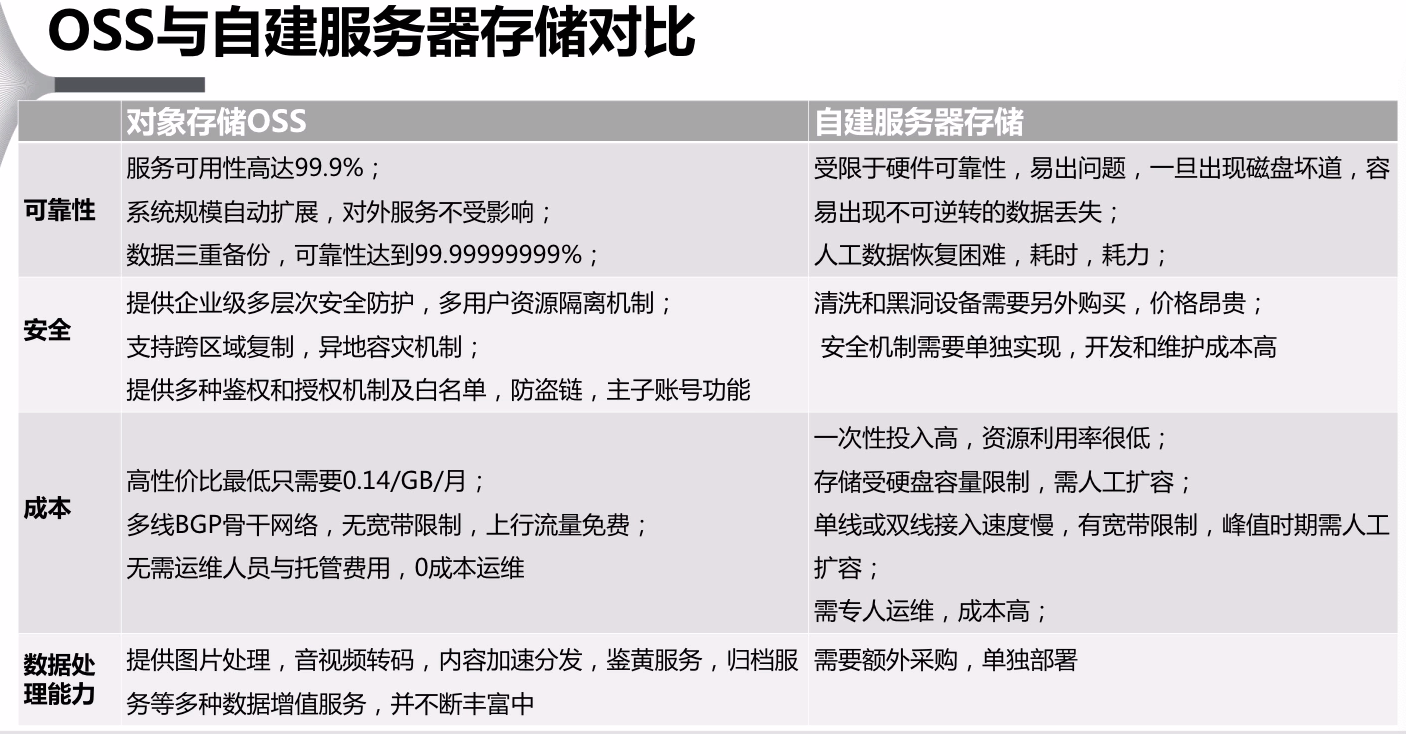 OSS与自建服务器存储对比
对象存储OSS
自建服务器存储
可靠性
服务可用性高达99.9%；
系统规模自动扩展，对外服务不受影响；
数据三重备份，可靠性达到99.99999999%；
受限于硬件可靠性，易出问题，一旦出现磁盘坏道，容
易出现不可逆转的数据丢失；
人工数据恢复困难，耗时，耗力；
安全
提供企业级多层次安全防护，多用户资源隔离机制；
支持跨区域复制，异地容灾机制；
提供多种鉴权和授权机制及白名单，防盗链，主子账号功能
清洗和黑洞设备需要另外购买，价格昂贵；
安全机制需要单独实现，开发和维护成本高
成本
高性价比最低只需要0.14/GB/月；
多线BGP骨干网络，无宽带限制，上行流量免费；
无需运维人员与托管费用，0成本运维
一次性投入高，资源利用率很低；
存储受硬盘容量限制，需人工扩容；
单线或双线接入速度慢，有宽带限制，峰值时期需人工
扩容；
需专人运维，成本高；
数据处
理能力
提供图片处理，音视频转码，内容加速分发，鉴黄服务，归档服
务等多种数据增值服务，并不断丰富中
需要额外采购，单独部署